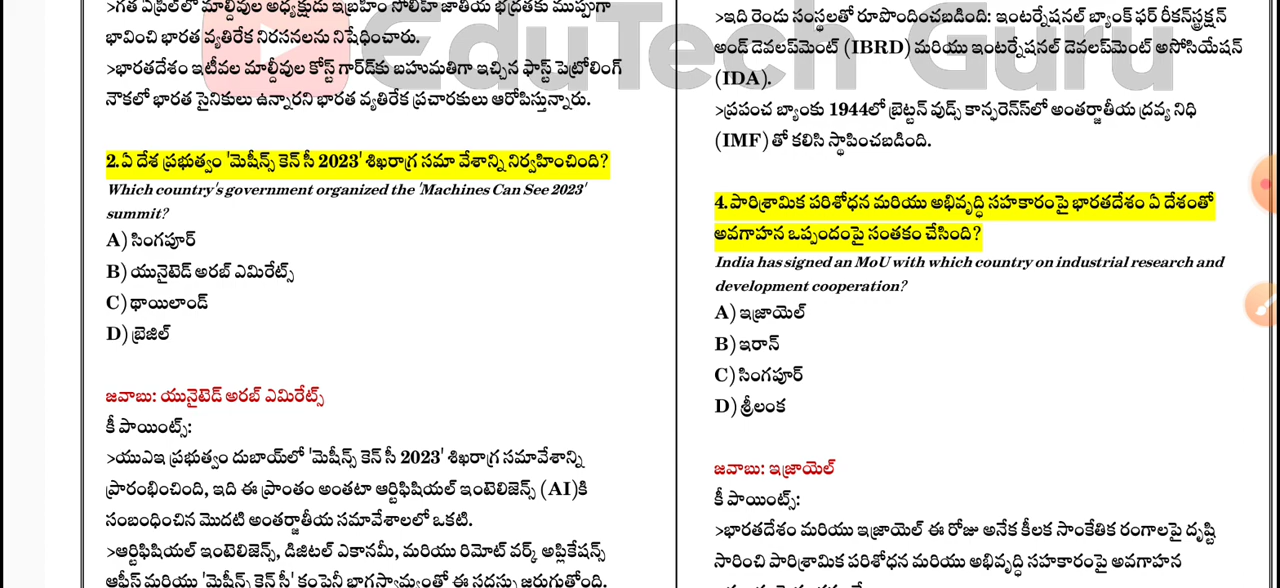 >గత ఏప్రిల్‌లో మాల్దీవుల అధ్యక్షుడు ఇబ్రహీం సోలిహ్ జాతీయ భద్రతకు ముప్పుగా
భావించి భారత వ్యతిరేక నిరసనలను నిషేధించారు.
>భారతదేశం ఇటీవల మాల్దీవుల కోస్ట్ గార్డ్‌కు బహుమతిగా ఇచ్చిన ఫాస్ట్ పెట్రోలింగ్
నౌకలో భారత సైనికులు ఉన్నారని భారత వ్యతిరేక ప్రచారకులు ఆరోపిస్తున్నారు.
2.ఏ దేశ ప్రభుత్వం 'మెషీన్స్ కెన్ సీ 2023' శిఖరాగ్ర సమా వేశాన్ని నిర్వహించింది?
Which country's government organized the 'Machines Can See 2023'
summit?
A)సింగపూర్
B)యునైటెడ్ అరబ్ ఎమిరేట్స్
C)థాయిలాండ్
D)బ్రెజిల్
జవాబు: యునైటెడ్ అరబ్ ఎమిరేట్స్
కీ పాయింట్స్:
>యుఎఇ ప్రభుత్వం దుబాయ్‌లో 'మెషీన్స్ కెన్ సీ 2023' శిఖరాగ్ర సమావేశాన్ని
ప్రారంభించింది, ఇది ఈ ప్రాంతం అంతటా ఆర్టిఫిషియల్ ఇంటెలిజెన్స్ (AI)కి
సంబంధించిన మొదటి అంతర్జాతీయ సమావేశాలలో ఒకటి.
>ఆర్టిఫిషియల్ ఇంటెలిజెన్స్, డిజిటల్ ఎకానమీ, మరియు రిమోట్ వర్క్ అప్లికేషన్స్
ఆఫీస్ మరియు 'మెషీన్స్ కెన్ సీ' కంపెనీ భాగస్వామ్యంతో ఈ సదస్సు జరుగుతోంది.
>ఇది రెండు సంస్థలతో రూపొందించబడింది: ఇంటర్నేషనల్ బ్యాంక్ ఫర్ రీకన్‌స్ట్రక్షన్
అండ్ డెవలప్‌మెంట్ (IBRD) మరియు ఇంటర్నేషనల్ డెవలప్‌మెంట్ అసోసియేషన్
(IDA).
>ప్రపంచ బ్యాంకు 1944లో బ్రెట్టన్ వుడ్స్ కాన్ఫరెన్స్‌లో అంతర్జాతీయ ద్రవ్య నిధి
(IMF)తో కలిసి స్థాపించబడింది.
4.పారిశ్రామిక పరిశోధన మరియు అభివృద్ధి సహకారంపై భారతదేశం ఏ దేశంతో
అవగాహన ఒప్పందంపై సంతకం చేసింది?
India has signed an MoU with which country on industrial research and
development cooperation?
A)ఇజ్రాయెల్
B)ఇరాన్
C)సింగపూర్
D)శ్రీలంక
జవాబు: ఇజ్రాయెల్
కీ పాయింట్స్:
>భారతదేశం మరియు ఇజ్రాయెల్ ఈ రోజు అనేక కీలక సాంకేతిక రంగాలపై దృష్టి
సారించి పారిశ్రామిక పరిశోధన మరియు అభివృద్ధి సహకారంపై అవగాహన
EduTech Guru